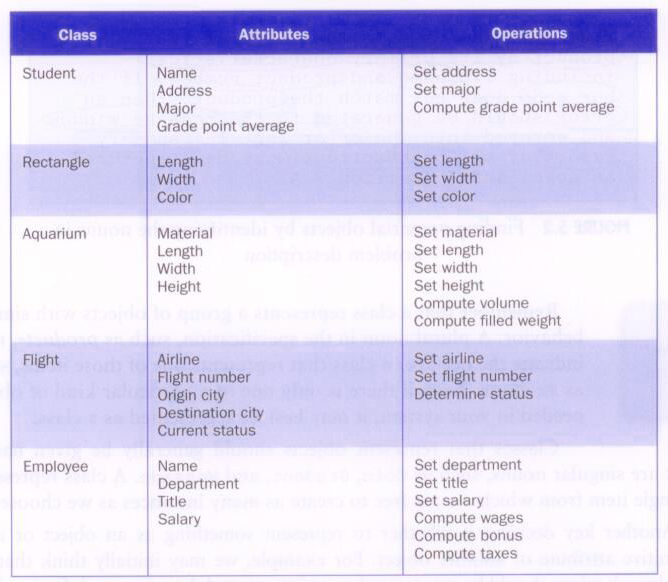 Class Attributes Operations
Student Name Set address
Address Set major
Major Compute grade point average
Grade point average
Rectangle Length Set length
Width Set width
Color Set color
Aquarium Material Set material
Length Set length
Width Set width
Height Set height
Compute volume
Compute filled weight
Flight Airline Set airline
Flight number Set flight number
Origin city Determine status
Destination city
Current status
Employee Name Set department
Department Set title
Title Set salary
Salary Compute wages
Compute bonus
Compute taxes